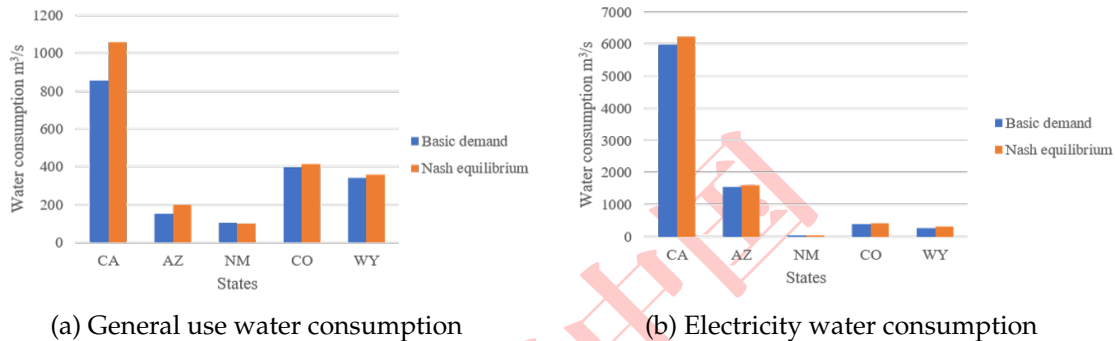 1200
1000
800
600
400
200
0
Water consumption m³/s
CA AZ NM CO WY
States
Basic demand
Nash equilibrium
(a) General use water consumption
7000
6000
5000
4000
3000
2000
1000
0
Water consumption m³/s
CA AZ NM CO WY
States
Basic demand
Nash equilibrium
(b) Electricity water consumption